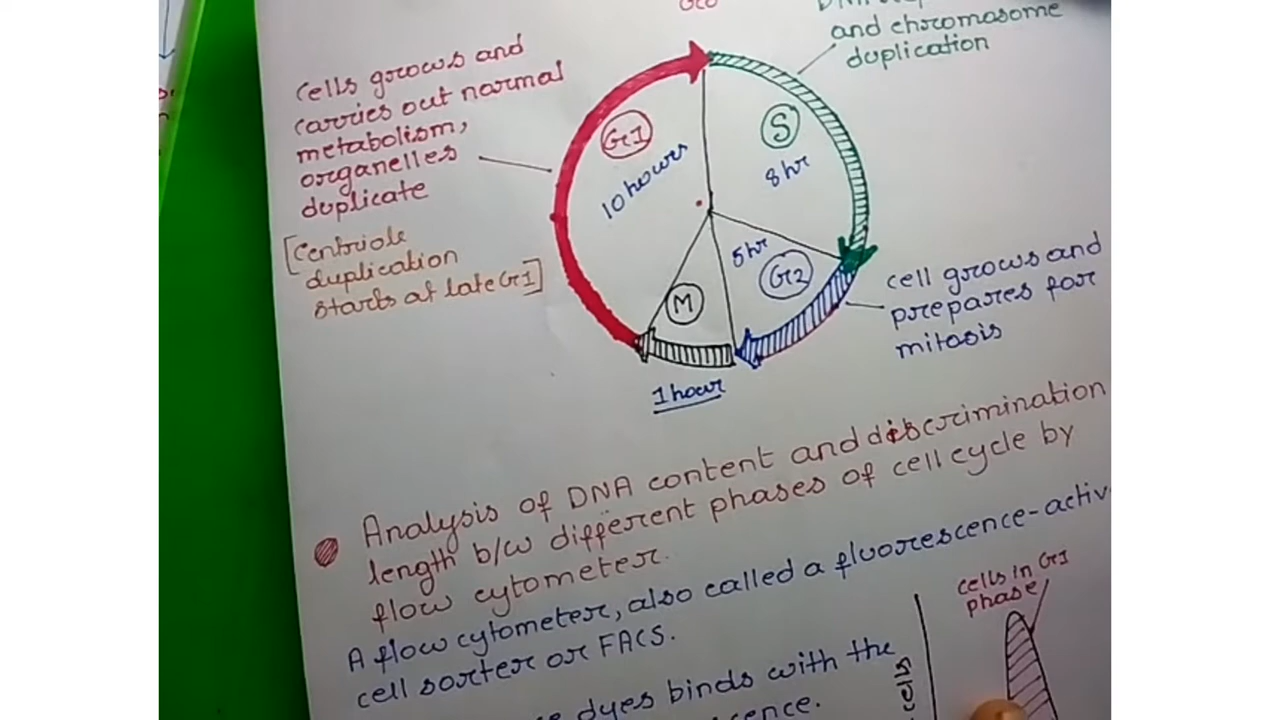 and chromosome
duplication
cells grows and
carries out normal
metabolism,
organelles
duplicate
[Centriole
duplication
starts at late G1]
G1
10 hours
S
8 hr
5 hr
G2
M
1 hour
cell grows and
prepares for
mitosis
Analysis of DNA content and discrimination
length b/w different phases of cell cycle by
flow cytometer.
A flow cytometer, also called a fluorescence-activ
cell sorter or FACS.
dyes binds with the
cells in G1
phase
cells